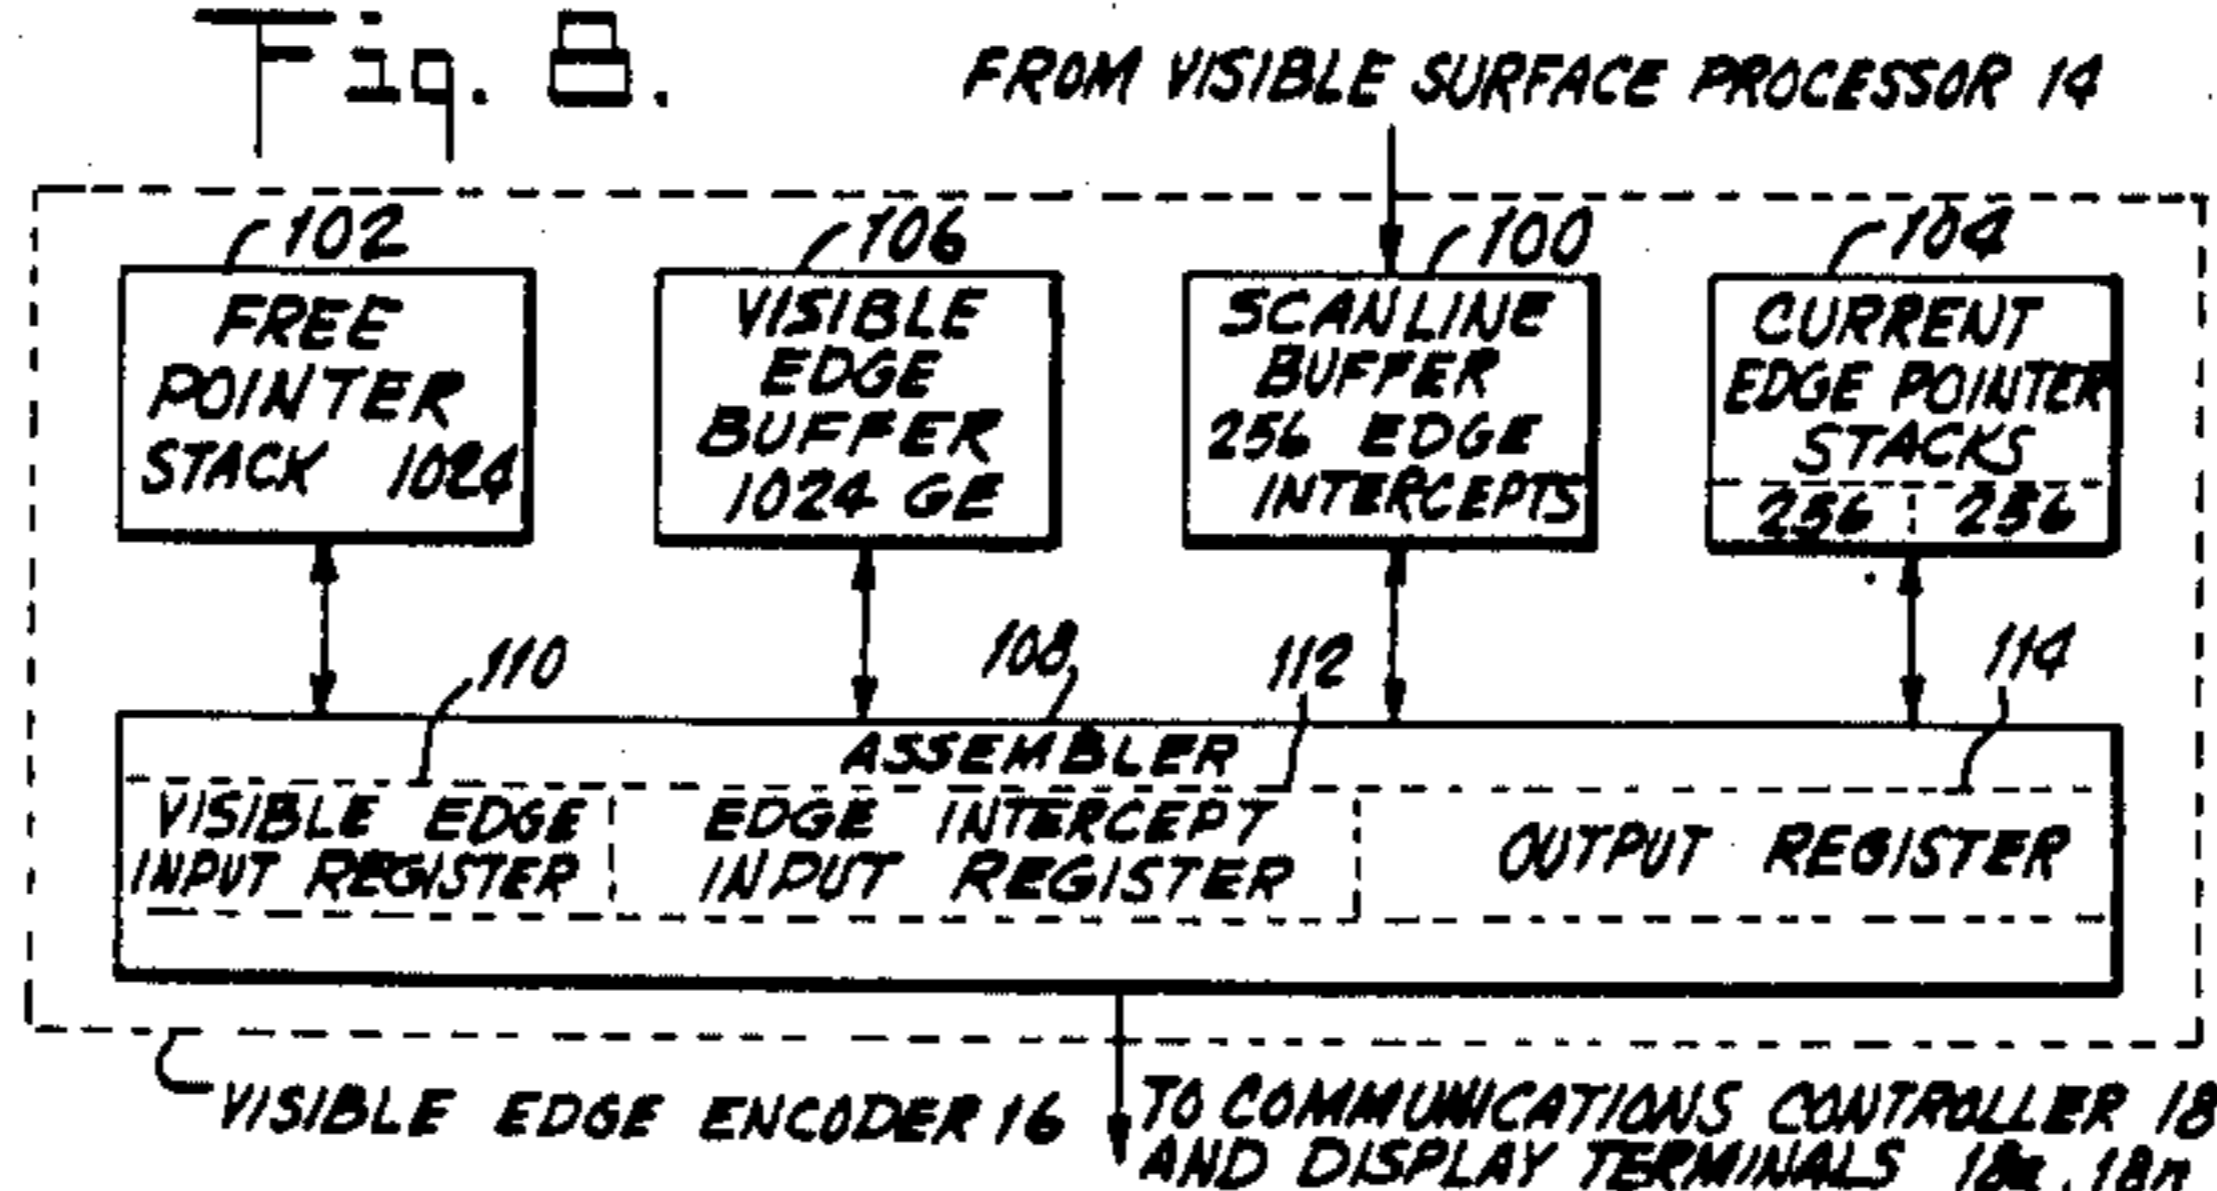 Fig. 8.
FROM VISIBLE SURFACE PROCESSOR 14
102
106
100
104
FREE
POINTER
STACK 1024
VISIBLE
EDGE
BUFFER
1024 GE
SCANLINE
BUFFER
256 EDGE
INTERCEPTS
CURRENT
EDGE POINTER
STACKS
256 256
110
108
112
114
ASSEMBLER
VISIBLE EDGE
INPUT REGISTER
EDGE INTERCEPT
INPUT REGISTER
OUTPUT REGISTER
VISIBLE EDGE ENCODER 16
TO COMMUNICATIONS CONTROLLER 18
AND DISPLAY TERMINALS 18a, 18n